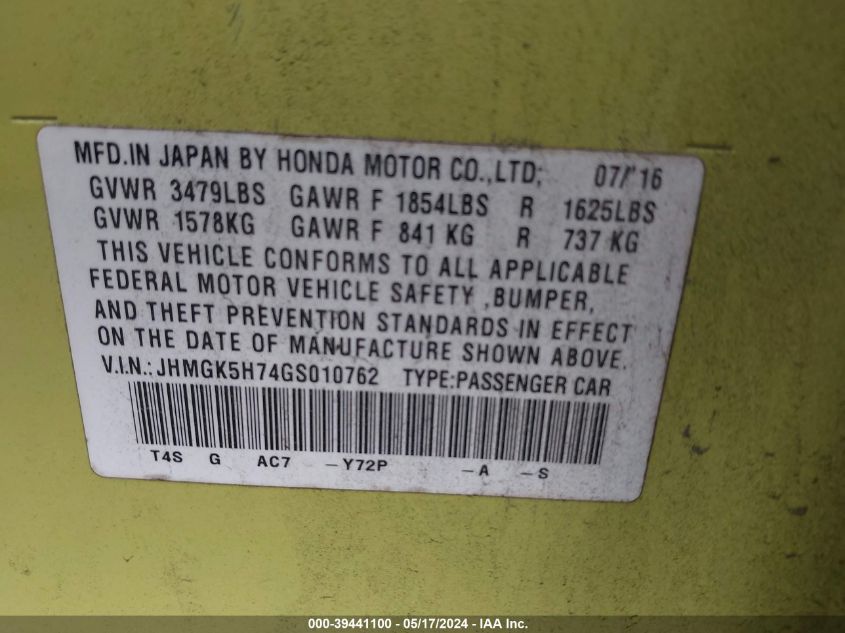 MFD.IN JAPAN BY HONDA MOTOR CO.,LTD; 07/'16
GVWR 3479LBS GAWR F 1854LBS R 1625LBS
GVWR 1578KG GAWR F 841 KG R 737 KG
THIS VEHICLE CONFORMS TO ALL APPLICABLE
FEDERAL MOTOR VEHICLE SAFETY ,BUMPER,
AND THEFT PREVENTION STANDARDS IN EFFECT
ON THE DATE OF MANUFACTURE SHOWN ABOVE.
V.I.N.: JHMGK5H74GS010762 TYPE:PASSENGER CAR
T4S G AC7 -Y72P -A -S
000-39441100 - 05/17/2024 - IAA Inc.